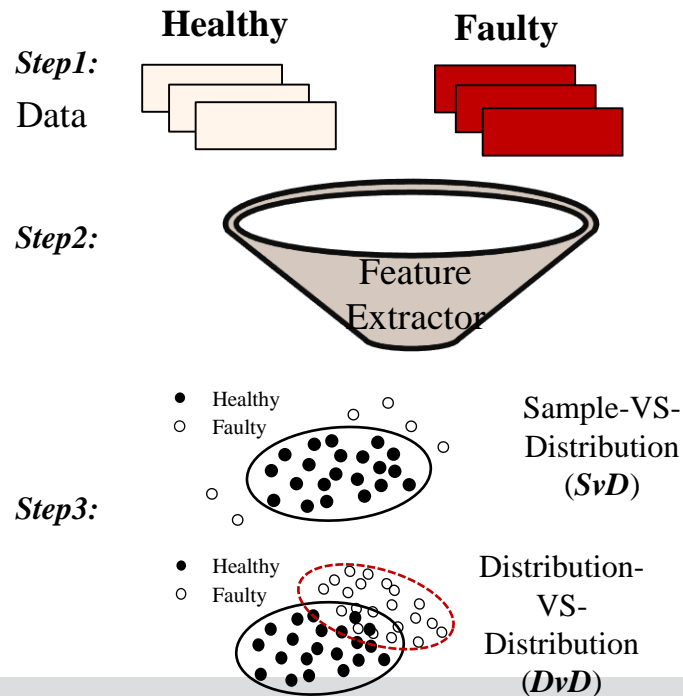 Healthy
Faulty
Step1:
Data
Step2:
Feature
Extractor
Healthy
Faulty
Sample-VS-
Distribution
(SvD)
Step3:
Healthy
Faulty
Distribution-
VS-
Distribution
(DvD)